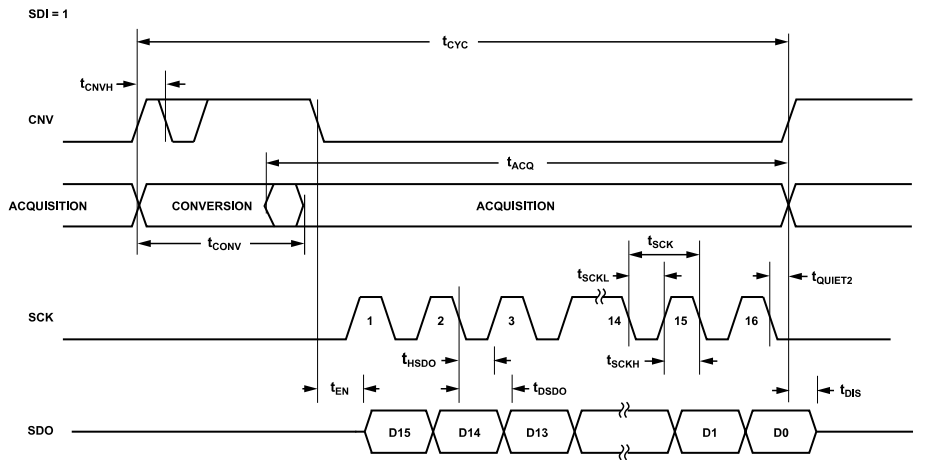 SDI = 1
tCYC
tCNVH
CNV
tACQ
ACQUISITION
CONVERSION
ACQUISITION
tCONV
tSCK
tSCKL
tQUIET2
SCK
1
2
3
14
15
16
tHSDO
tSCKH
tEN
tDSDO
tDIS
SDO
D15
D14
D13
D1
D0